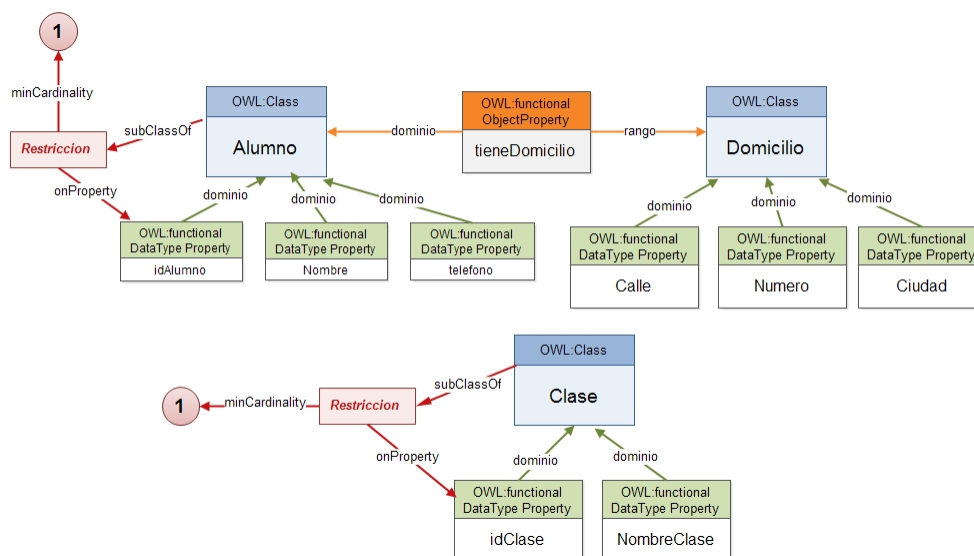 1
minCardinality
OWL:Class
Alumno
subClassOf
Restriccion
onProperty
dominio
OWL:functional
ObjectProperty
tieneDomicilio
rango
OWL:Class
Domicilio
dominio
dominio
dominio
OWL:functional
DataType Property
idAlumno
OWL:functional
DataType Property
Nombre
OWL:functional
DataType Property
telefono
dominio
dominio
dominio
OWL:functional
DataType Property
Calle
OWL:functional
DataType Property
Numero
OWL:functional
DataType Property
Ciudad
OWL:Class
Clase
subClassOf
Restriccion
minCardinality
1
onProperty
dominio
dominio
OWL:functional
DataType Property
idClase
OWL:functional
DataType Property
NombreClase